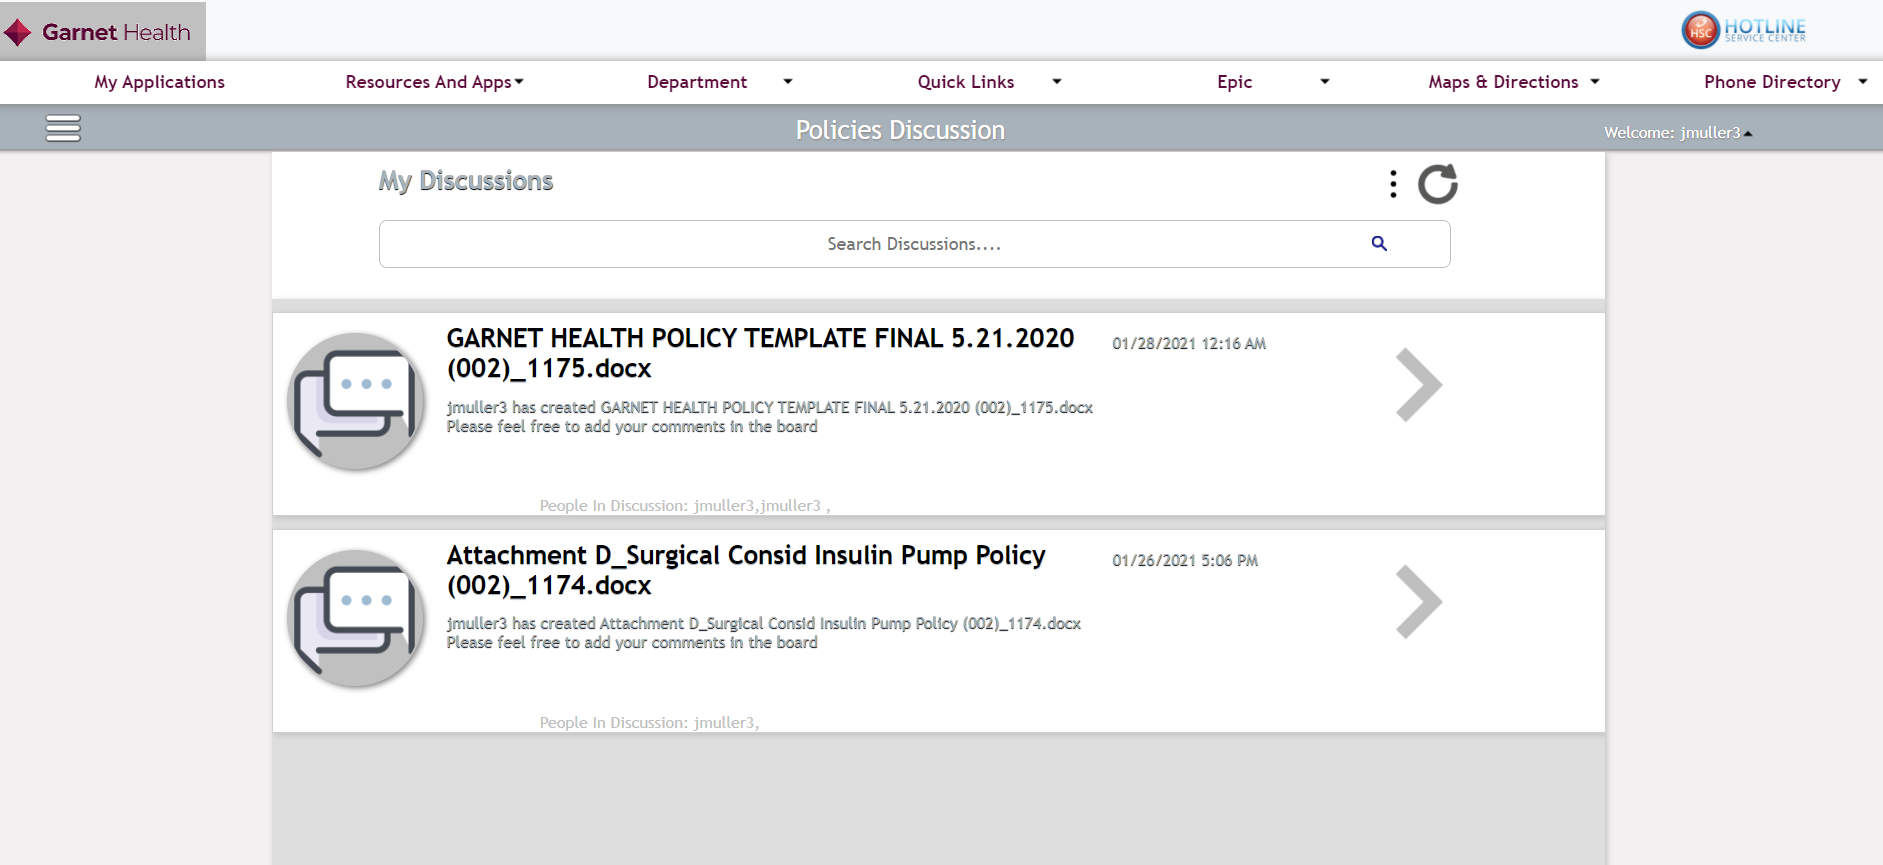 Garnet Health
HSC HOTLINE
SERVICE CENTER
My Applications Resources And Apps Department Quick Links Epic Maps & Directions Phone Directory
Policies Discussion
Welcome: jmuller3
My Discussions
Search Discussions....
GARNET HEALTH POLICY TEMPLATE FINAL 5.21.2020
(002)_1175.docx
01/28/2021 12:16 AM
jmuller3 has created GARNET HEALTH POLICY TEMPLATE FINAL 5.21.2020 (002)_1175.docx
Please feel free to add your comments in the board
People In Discussion: jmuller3,jmuller3 ,
Attachment D_Surgical Consid Insulin Pump Policy
(002)_1174.docx
01/26/2021 5:06 PM
jmuller3 has created Attachment D_Surgical Consid Insulin Pump Policy (002)_1174.docx
Please feel free to add your comments in the board
People In Discussion: jmuller3,